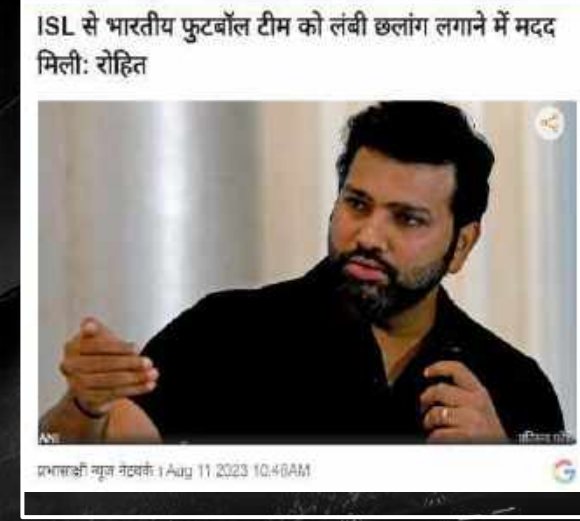 ISL से भारतीय फुटबॉल टीम को लंबी छलांग लगाने में मदद
मिली: रोहित
ANI
प्रभासाक्षी न्यूज नेटवर्क । Aug 11 2023 10:46AM
G